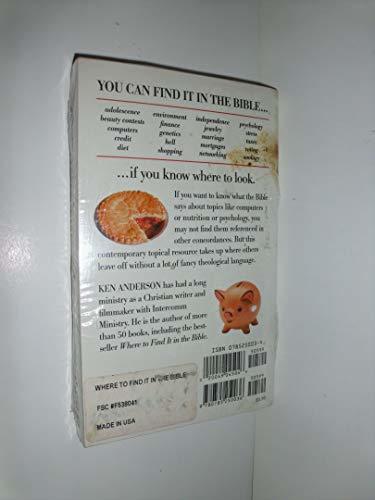 YOU CAN FIND IT IN THE BIBLE...
adolescence environment independence psychology
beauty contests finance jewelry stress
computers genetics marriage taxes
credit hell mortgages voting
diet shopping networking zoology
...if you know where to look.
If you want to know what the Bible
says about topics like computers
or nutrition or psychology, you
may not find them referenced in
other concordances. But this
contemporary topical resource takes up where others
leave off without a lot of fancy theological language.
KEN ANDERSON has had a long
ministry as a Christian writer and
filmmaker with Intercomm
Ministry. He is the author of more
than 50 books, including the best-
seller Where to Find It in the Bible.
WHERE TO FIND IT IN THE BIBLE
FSC #F538041
MADE IN USA